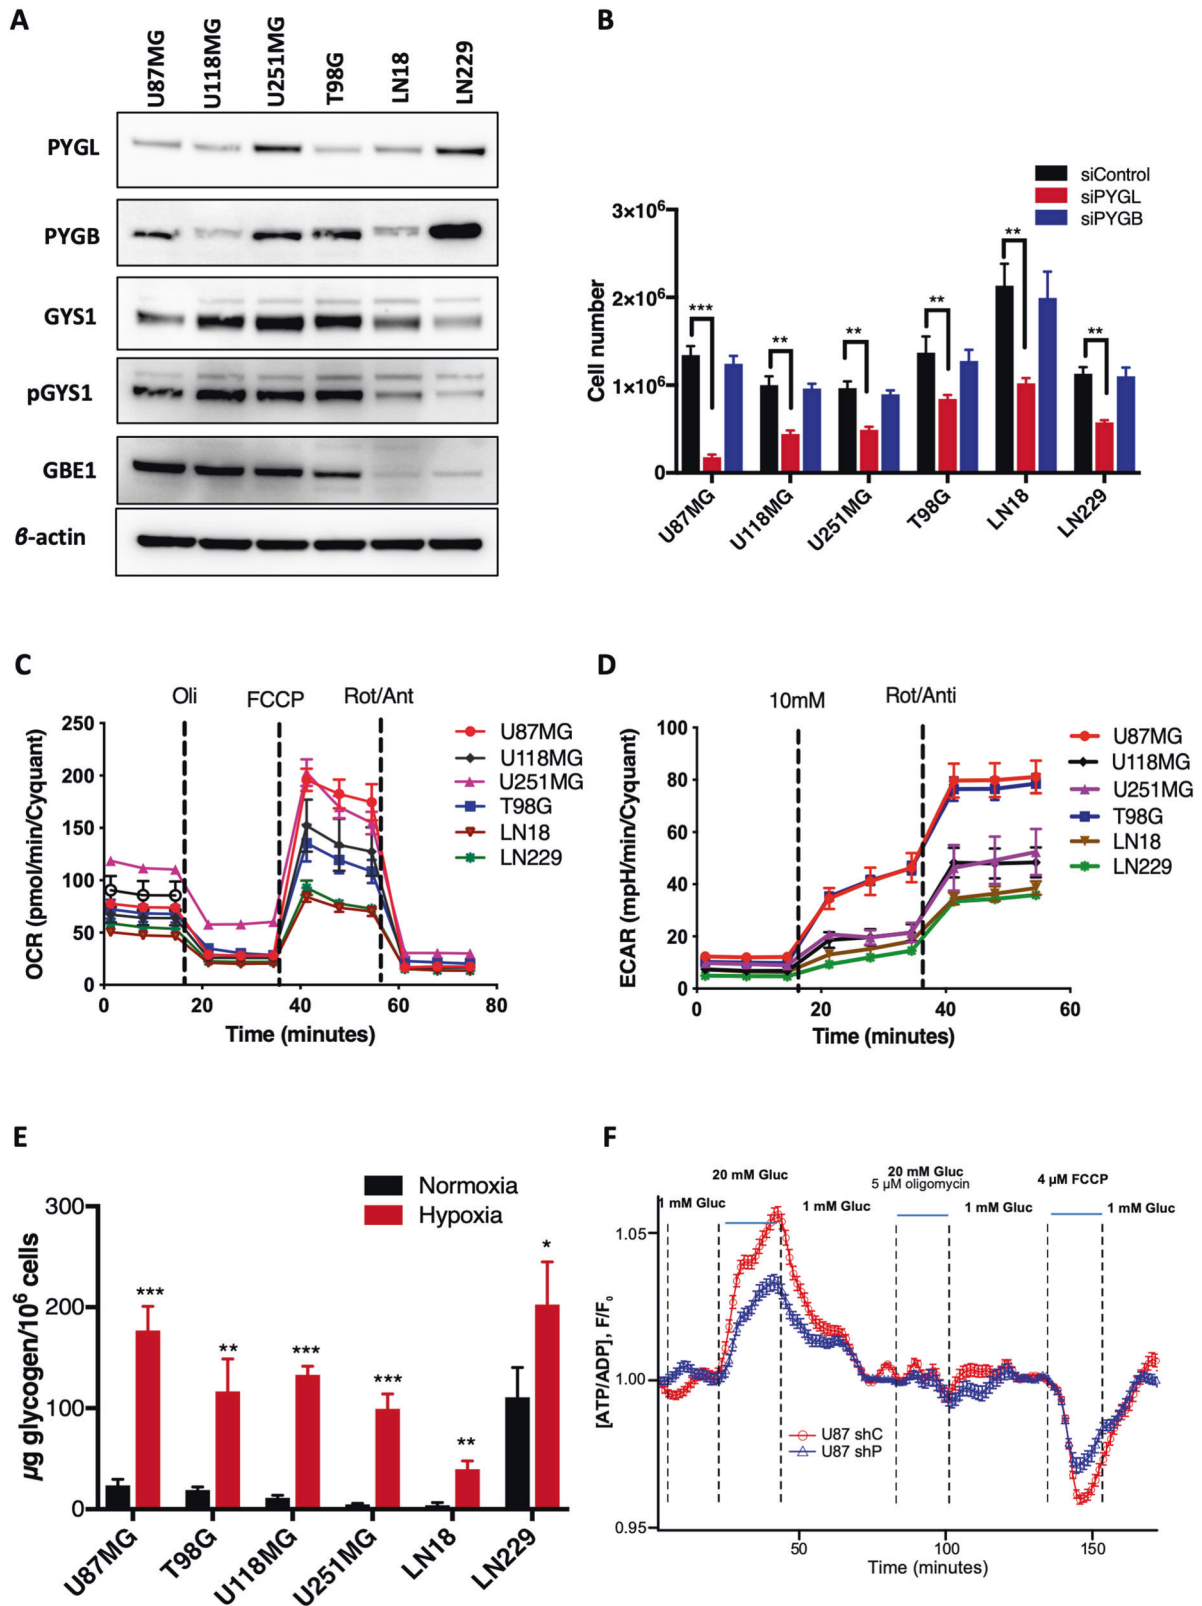 A
U87MG U118MG U251MG T98G LN18 LN229
PYGL
PYGB
GYS1
pGYS1
GBE1
β-actin
B
siControl
siPYGL
siPYGB
Cell number
3×10⁶
2×10⁶
1×10⁶
0
*** ** ** ** ** **
U87MG U118MG U251MG T98G LN18 LN229
C
Oli FCCP Rot/Ant
OCR (pmol/min/Cyquant)
250
200
150
100
50
0
0 20 40 60 80
Time (minutes)
U87MG
U118MG
U251MG
T98G
LN18
LN229
D
10mM Rot/Anti
ECAR (mpH/min/Cyquant)
100
80
60
40
20
0
0 20 40 60
Time (minutes)
U87MG
U118MG
U251MG
T98G
LN18
LN229
E
Normoxia
Hypoxia
µg glycogen/10⁶ cells
300
200
100
0
*** ** *** *** ** *
U87MG T98G U118MG U251MG LN18 LN229
F
1 mM Gluc
20 mM Gluc
1 mM Gluc
20 mM Gluc
5 µM oligomycin
1 mM Gluc
4 µM FCCP
1 mM Gluc
[ATP/ADP], F/F₀
1.05
1.00
0.95
U87 shC
U87 shP
50 100 150
Time (minutes)